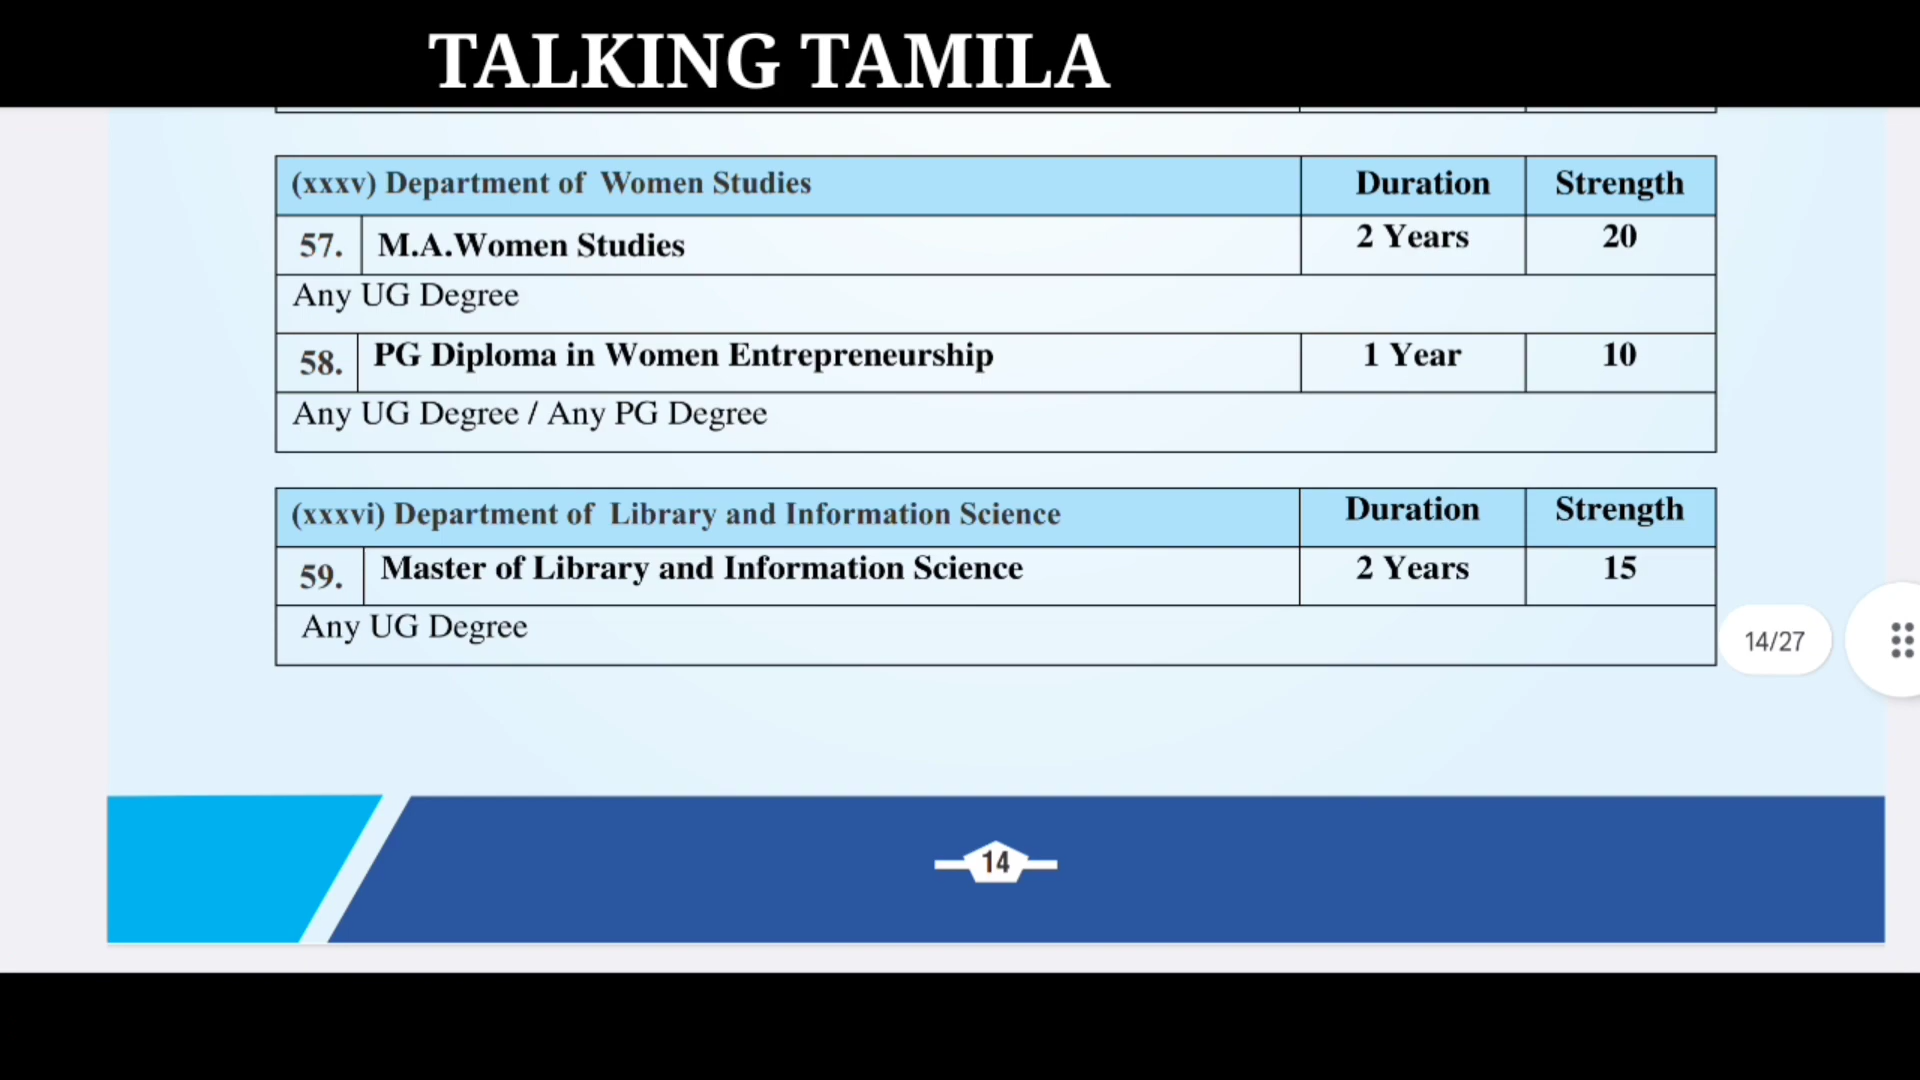 TALKING TAMILA
(xxxv) Department of Women Studies Duration Strength
57. M.A.Women Studies 2 Years 20
Any UG Degree
58. PG Diploma in Women Entrepreneurship 1 Year 10
Any UG Degree / Any PG Degree
(xxxvi) Department of Library and Information Science Duration Strength
59. Master of Library and Information Science 2 Years 15
Any UG Degree
14/27
14